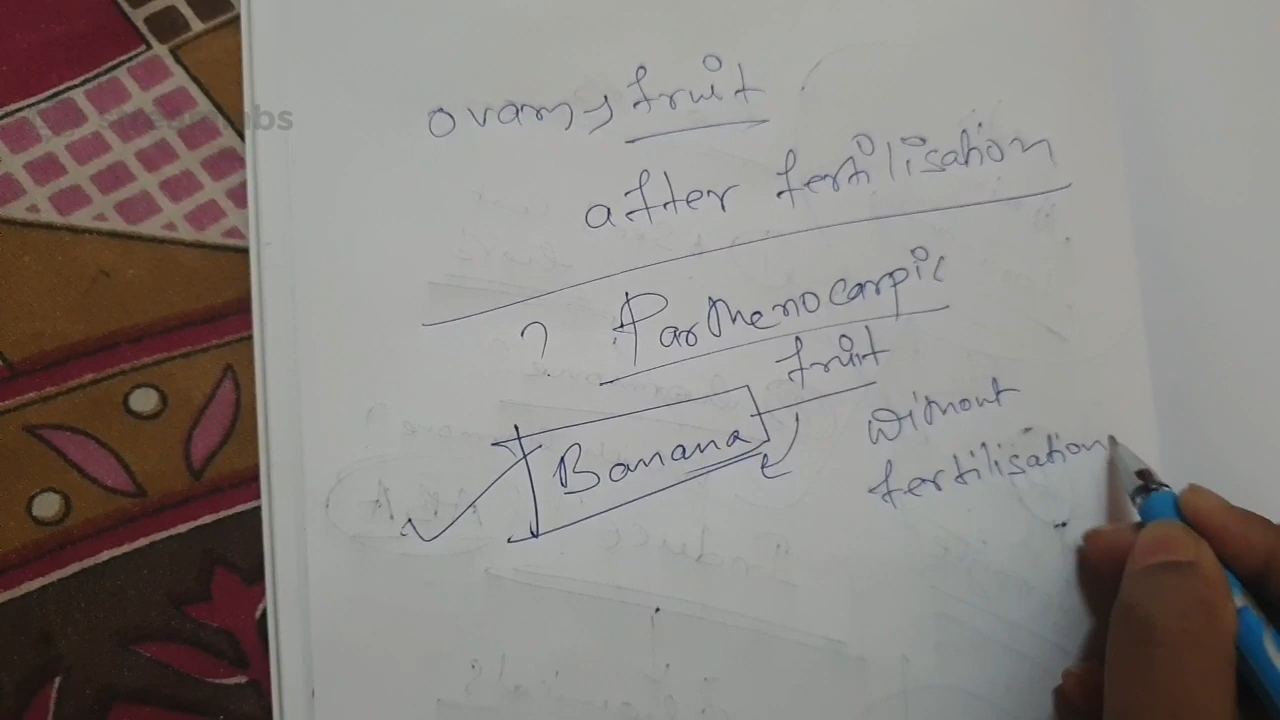 ovary → fruit
after fertilisation
? Parthenocarpic
fruit
Banana
without
fertilisation